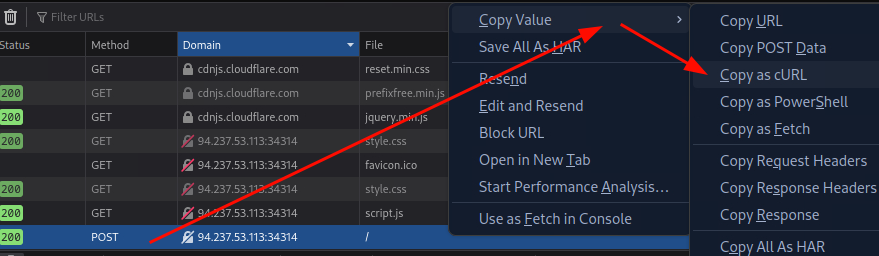 Filter URLs
Status Method Domain File
GET cdnjs.cloudflare.com reset.min.css
200 GET cdnjs.cloudflare.com prefixfree.min.js
200 GET cdnjs.cloudflare.com jquery.min.js
200 GET 94.237.53.113:34314 style.css
GET 94.237.53.113:34314 favicon.ico
200 GET 94.237.53.113:34314 style.css
200 GET 94.237.53.113:34314 script.js
200 POST 94.237.53.113:34314 /
Copy Value
Save All As HAR
Resend
Edit and Resend
Block URL
Open in New Tab
Start Performance Analysis...
Use as Fetch in Console
Copy URL
Copy POST Data
Copy as cURL
Copy as PowerShell
Copy as Fetch
Copy Request Headers
Copy Response Headers
Copy Response
Copy All As HAR